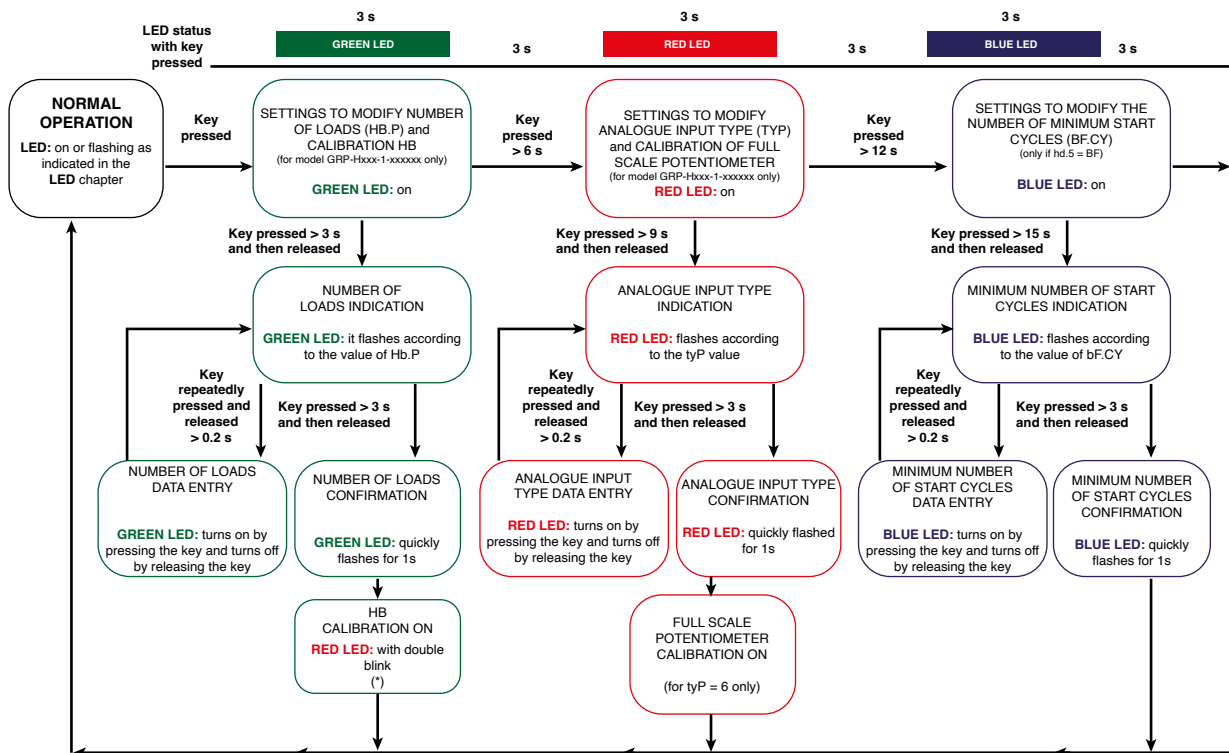 3 s
3 s
3 s
LED status
with key
pressed
GREEN LED
3 s
RED LED
3 s
BLUE LED
3 s
NORMAL
OPERATION
LED: on or flashing as
indicated in the
LED chapter
Key
pressed
SETTINGS TO MODIFY NUMBER
OF LOADS (HB.P) and
CALIBRATION HB
(for model GRP-Hxxx-1-xxxxxx only)
GREEN LED: on
Key
pressed
> 6 s
SETTINGS TO MODIFY
ANALOGUE INPUT TYPE (TYP)
and CALIBRATION OF FULL
SCALE POTENTIOMETER
(for model GRP-Hxxx-1-xxxxxx only)
RED LED: on
Key
pressed
> 12 s
SETTINGS TO MODIFY THE
NUMBER OF MINIMUM START
CYCLES (BF.CY)
(only if hd.5 = BF)
BLUE LED: on
Key pressed > 3 s
and then released
Key pressed > 9 s
and then released
Key pressed > 15 s
and then released
NUMBER OF
LOADS INDICATION
GREEN LED: it flashes according
to the value of Hb.P
ANALOGUE INPUT TYPE
INDICATION
RED LED: flashes according
to the tyP value
MINIMUM NUMBER OF START
CYCLES INDICATION
BLUE LED: flashes according
to the value of bF.CY
Key
repeatedly
pressed and
released
> 0.2 s
Key pressed > 3 s
and then released
Key
repeatedly
pressed and
released
> 0.2 s
Key pressed > 3 s
and then released
Key
repeatedly
pressed and
released
> 0.2 s
Key pressed > 3 s
and then released
NUMBER OF LOADS
DATA ENTRY
GREEN LED: turns on by
pressing the key and turns off
by releasing the key
NUMBER OF LOADS
CONFIRMATION
GREEN LED: quickly
flashes for 1s
ANALOGUE INPUT
TYPE DATA ENTRY
RED LED: turns on by
pressing the key and turns off
by releasing the key
ANALOGUE INPUT TYPE
CONFIRMATION
RED LED: quickly flashed
for 1s
MINIMUM NUMBER
OF START CYCLES
DATA ENTRY
BLUE LED: turns on by
pressing the key and turns off
by releasing the key
MINIMUM NUMBER
OF START CYCLES
CONFIRMATION
BLUE LED: quickly
flashes for 1s
HB
CALIBRATION ON
RED LED: with double
blink
(*)
FULL SCALE
POTENTIOMETER
CALIBRATION ON
(for tyP = 6 only)